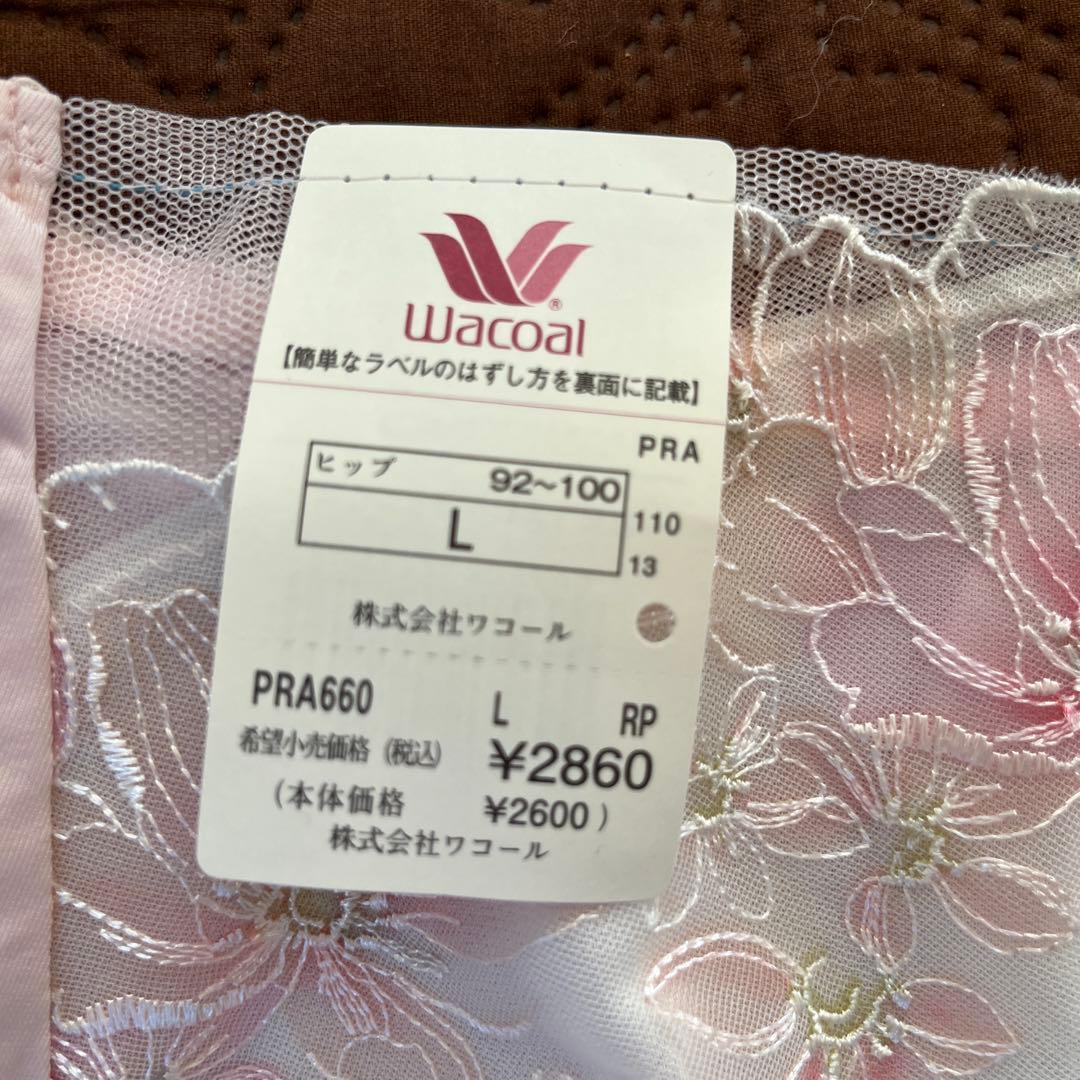 Wacoal®
【簡単なラベルのはずし方を裏面に記載】
PRA
ヒップ 92~100
L 110
13
株式会社ワコール
PRA660 L RP
希望小売価格 (税込) ¥2860
(本体価格 ¥2600)
株式会社ワコール